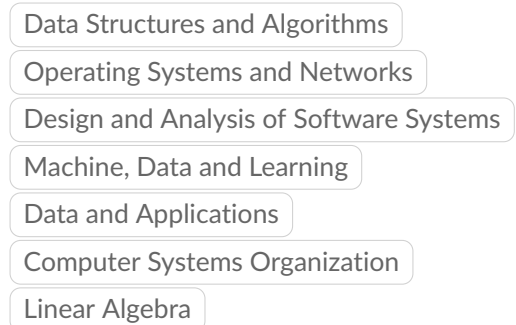 Data Structures and Algorithms
Operating Systems and Networks
Design and Analysis of Software Systems
Machine, Data and Learning
Data and Applications
Computer Systems Organization
Linear Algebra